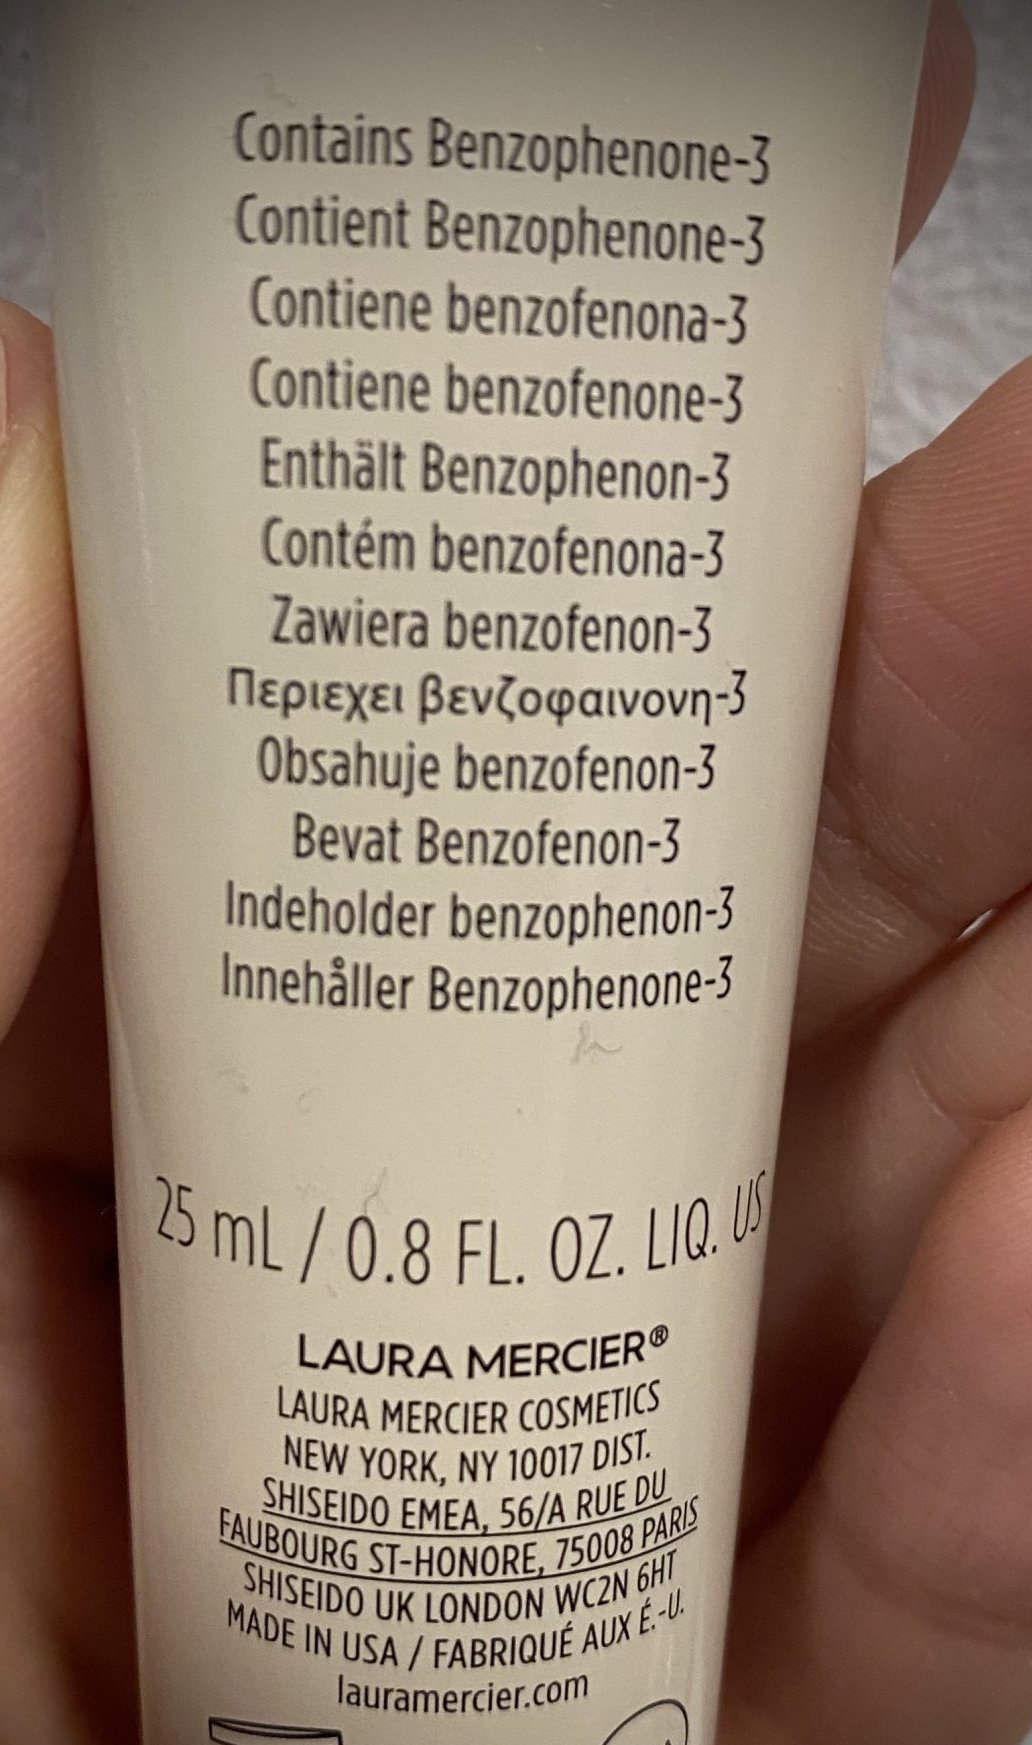 Contains Benzophenone-3
Contient Benzophenone-3
Contiene benzofenona-3
Contiene benzofenone-3
Enthält Benzophenon-3
Contém benzofenona-3
Zawiera benzofenon-3
Περιεχει βενζοφαινονη-3
Obsahuje benzofenon-3
Bevat Benzofenon-3
Indeholder benzophenon-3
Innehåller Benzophenone-3
25 mL / 0.8 FL. OZ. LIQ. US
LAURA MERCIER®
LAURA MERCIER COSMETICS
NEW YORK, NY 10017 DIST.
SHISEIDO EMEA, 56/A RUE DU
FAUBOURG ST-HONORE, 75008 PARIS
SHISEIDO UK LONDON WC2N 6HT
MADE IN USA / FABRIQUÉ AUX É.-U.
lauramercier.com